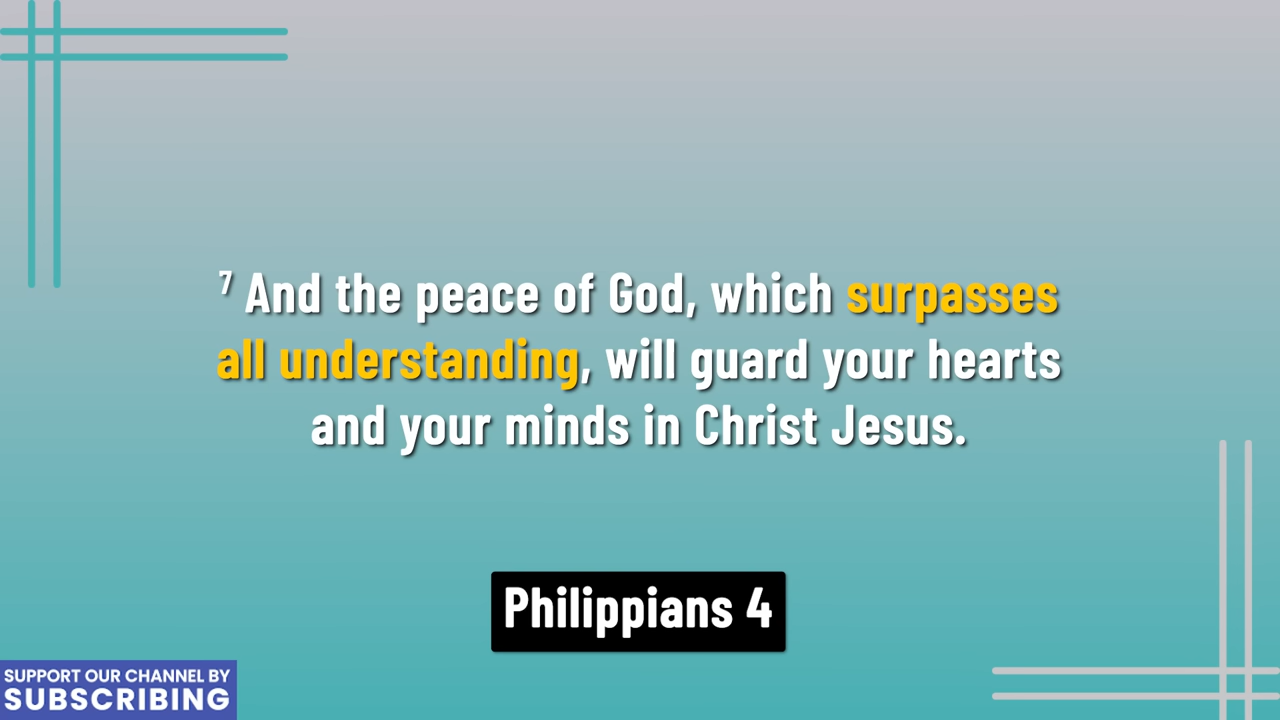 ⁷ And the peace of God, which surpasses
all understanding, will guard your hearts
and your minds in Christ Jesus.
Philippians 4
SUPPORT OUR CHANNEL BY
SUBSCRIBING